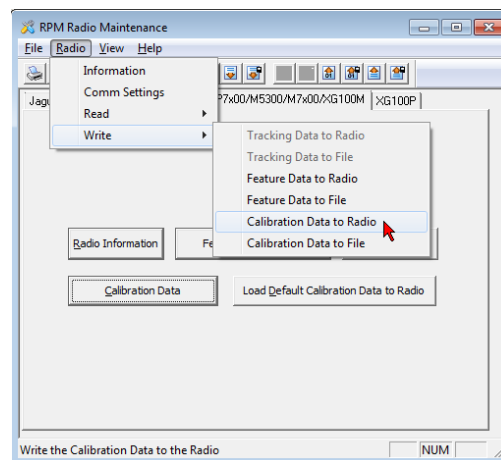 RPM Radio Maintenance
File Radio View Help
Information
Comm Settings
Read
Write
Jagu
P7x00/M5300/M7x00/XG100M
XG100P
Tracking Data to Radio
Tracking Data to File
Feature Data to Radio
Feature Data to File
Calibration Data to Radio
Calibration Data to File
Radio Information
Fe
Calibration Data
Load Default Calibration Data to Radio
Write the Calibration Data to the Radio
NUM